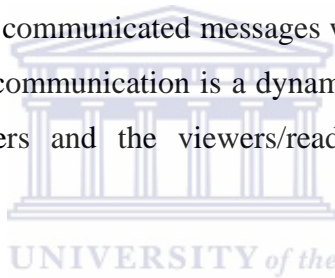 communicated messages
communication is a dynam
ers and the viewers/read
UNIVERSITY of the